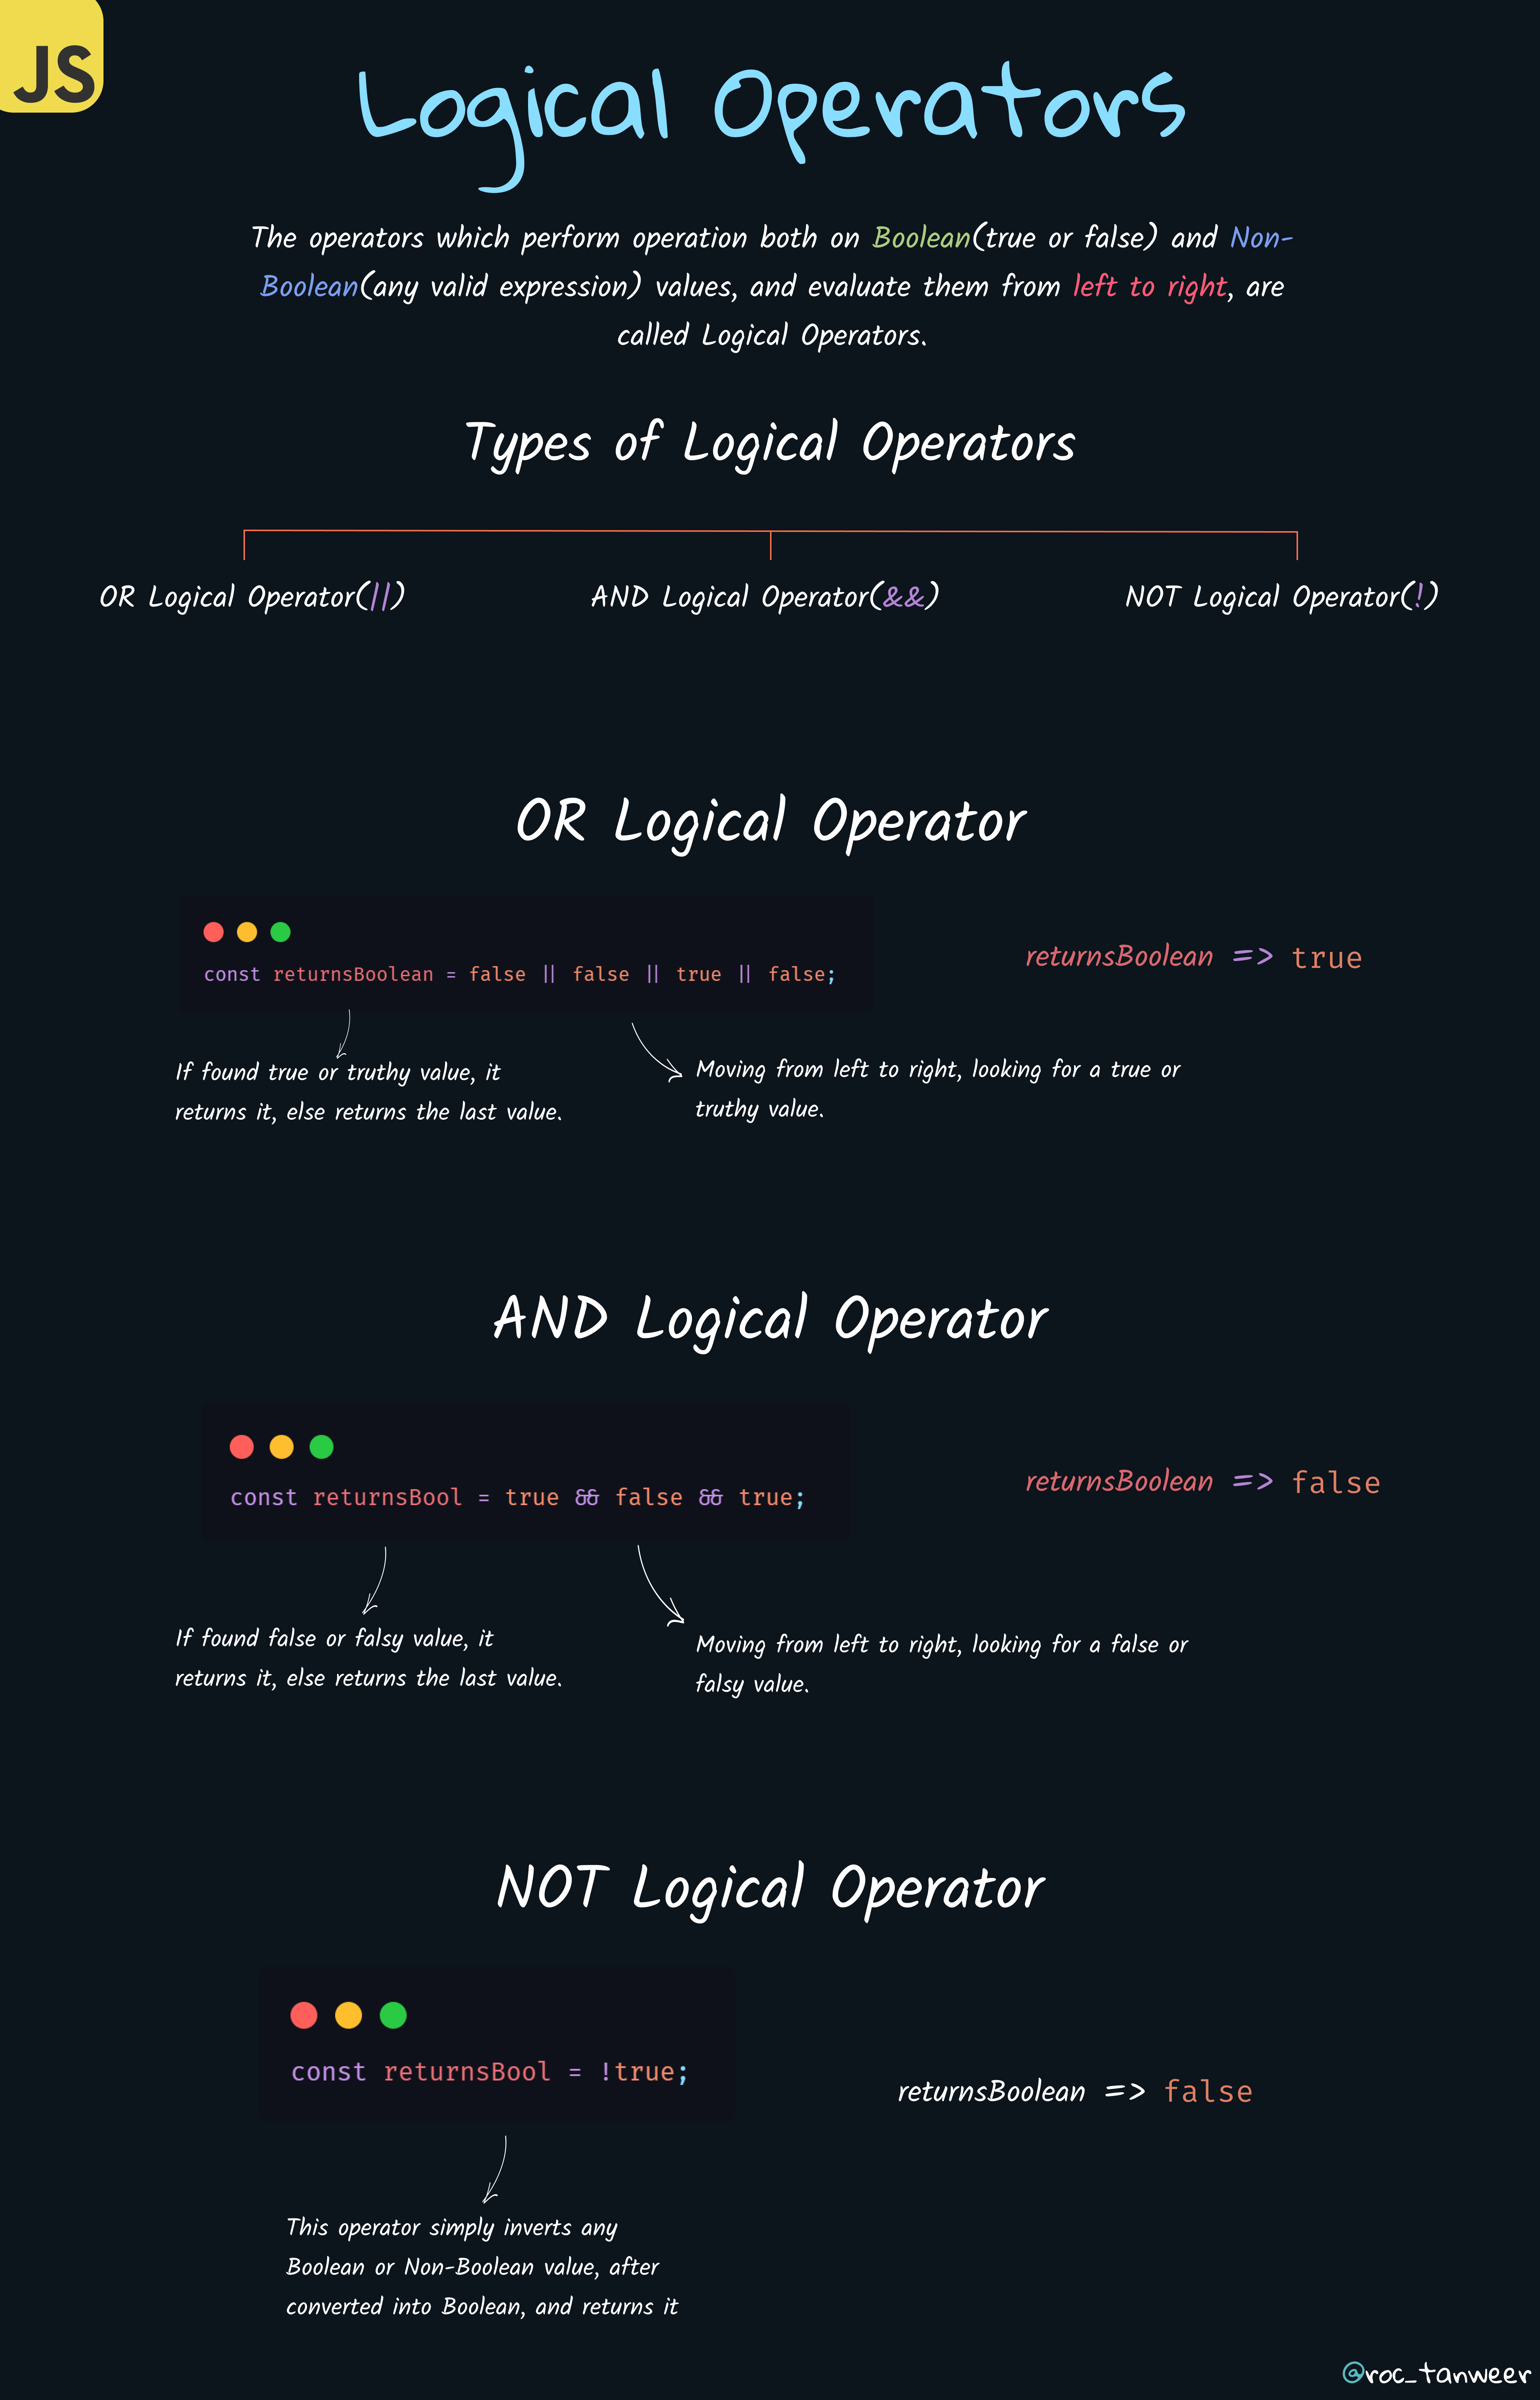 JS
Logical Operators
The operators which perform operation both on Boolean(true or false) and Non-
Boolean(any valid expression) values, and evaluate them from left to right, are
called Logical Operators.
Types of Logical Operators
OR Logical Operator(||)
AND Logical Operator(&&)
NOT Logical Operator(!)
OR Logical Operator
const returnsBoolean = false || false || true || false;
returnsBoolean => true
If found true or truthy value, it
returns it, else returns the last value.
Moving from left to right, looking for a true or
truthy value.
AND Logical Operator
const returnsBool = true && false && true;
returnsBoolean => false
If found false or falsy value, it
returns it, else returns the last value.
Moving from left to right, looking for a false or
falsy value.
NOT Logical Operator
const returnsBool = !true;
returnsBoolean => false
This operator simply inverts any
Boolean or Non-Boolean value, after
converted into Boolean, and returns it
@roc_tanweer